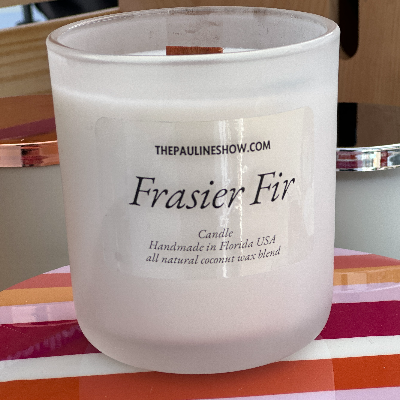 THEPAULINESHOW.COM
Frasier Fir
Candle
Handmade in Florida USA
all natural coconut wax blend